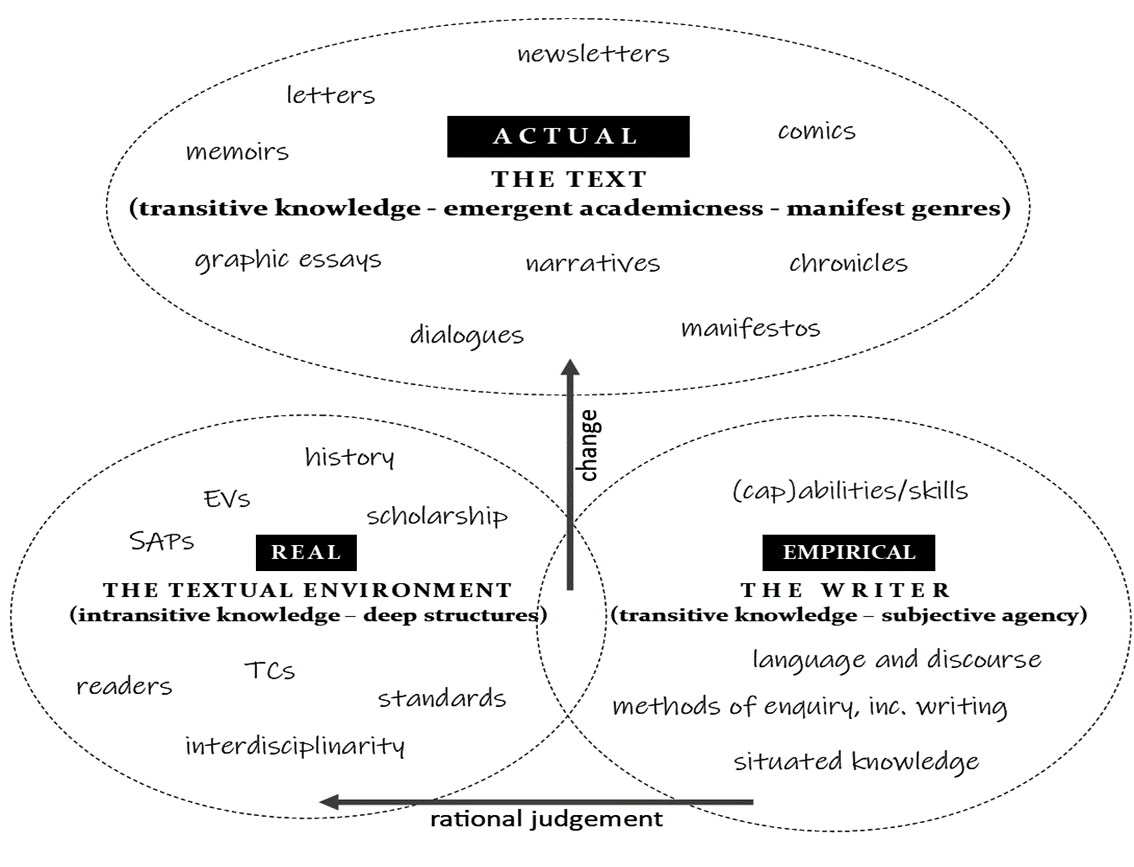 newsletters
letters
comics
memoirs
ACTUAL
THE TEXT
(transitive knowledge - emergent academicness - manifest genres)
graphic essays
narratives
chronicles
dialogues
manifestos
change
history
EVs
scholarship
SAPs
REAL
THE TEXTUAL ENVIRONMENT
(intransitive knowledge – deep structures)
readers
TCs
standards
interdisciplinarity
(cap)abilities/skills
EMPIRICAL
THE WRITER
(transitive knowledge – subjective agency)
language and discourse
methods of enquiry, inc. writing
situated knowledge
rational judgement